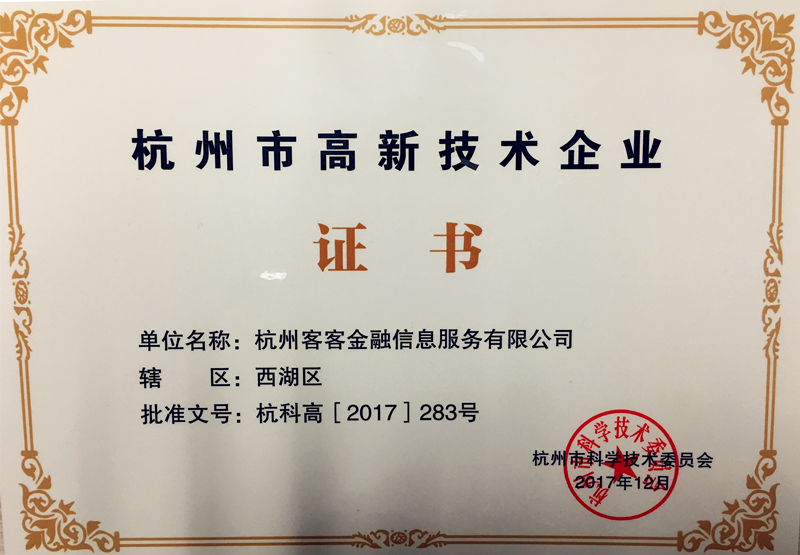 杭州市高新技术企业
证 书
单位名称：杭州客客金融信息服务有限公司
辖 区：西湖区
批准文号：杭科高［2017］283号
杭州市科学技术委员会
2017年12月
杭州市科学技术委员会